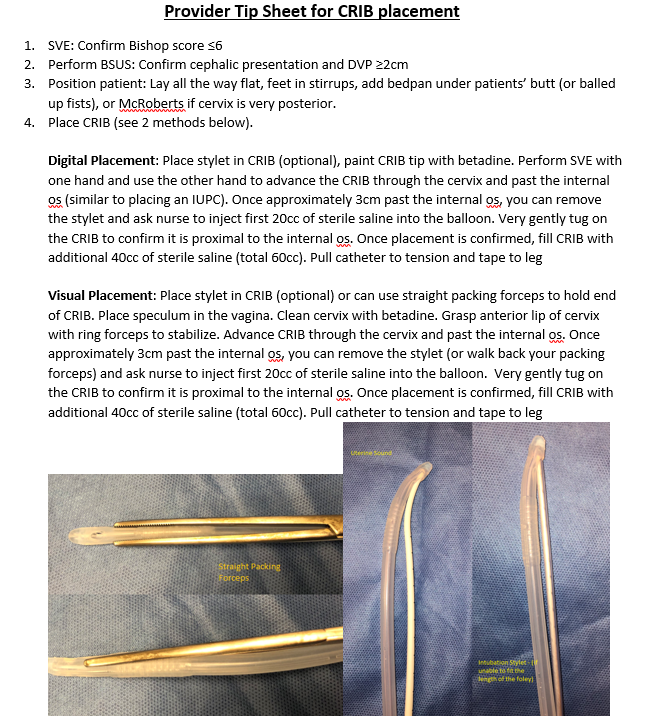 Provider Tip Sheet for CRIB placement
1. SVE: Confirm Bishop score ≤6
2. Perform BSUS: Confirm cephalic presentation and DVP ≥2cm
3. Position patient: Lay all the way flat, feet in stirrups, add bedpan under patients’ butt (or balled
up fists), or McRoberts if cervix is very posterior.
4. Place CRIB (see 2 methods below).
Digital Placement: Place stylet in CRIB (optional), paint CRIB tip with betadine. Perform SVE with
one hand and use the other hand to advance the CRIB through the cervix and past the internal
os (similar to placing an IUPC). Once approximately 3cm past the internal os, you can remove
the stylet and ask nurse to inject first 20cc of sterile saline into the balloon. Very gently tug on
the CRIB to confirm it is proximal to the internal os. Once placement is confirmed, fill CRIB with
additional 40cc of sterile saline (total 60cc). Pull catheter to tension and tape to leg
Visual Placement: Place stylet in CRIB (optional) or can use straight packing forceps to hold end
of CRIB. Place speculum in the vagina. Clean cervix with betadine. Grasp anterior lip of cervix
with ring forceps to stabilize. Advance CRIB through the cervix and past the internal os. Once
approximately 3cm past the internal os, you can remove the stylet (or walk back your packing
forceps) and ask nurse to inject first 20cc of sterile saline into the balloon.  Very gently tug on
the CRIB to confirm it is proximal to the internal os. Once placement is confirmed, fill CRIB with
additional 40cc of sterile saline (total 60cc). Pull catheter to tension and tape to leg
Uterine Sound
Straight Packing
Forceps
Intubation Stylet - (if
unable to fit the
length of the foley)